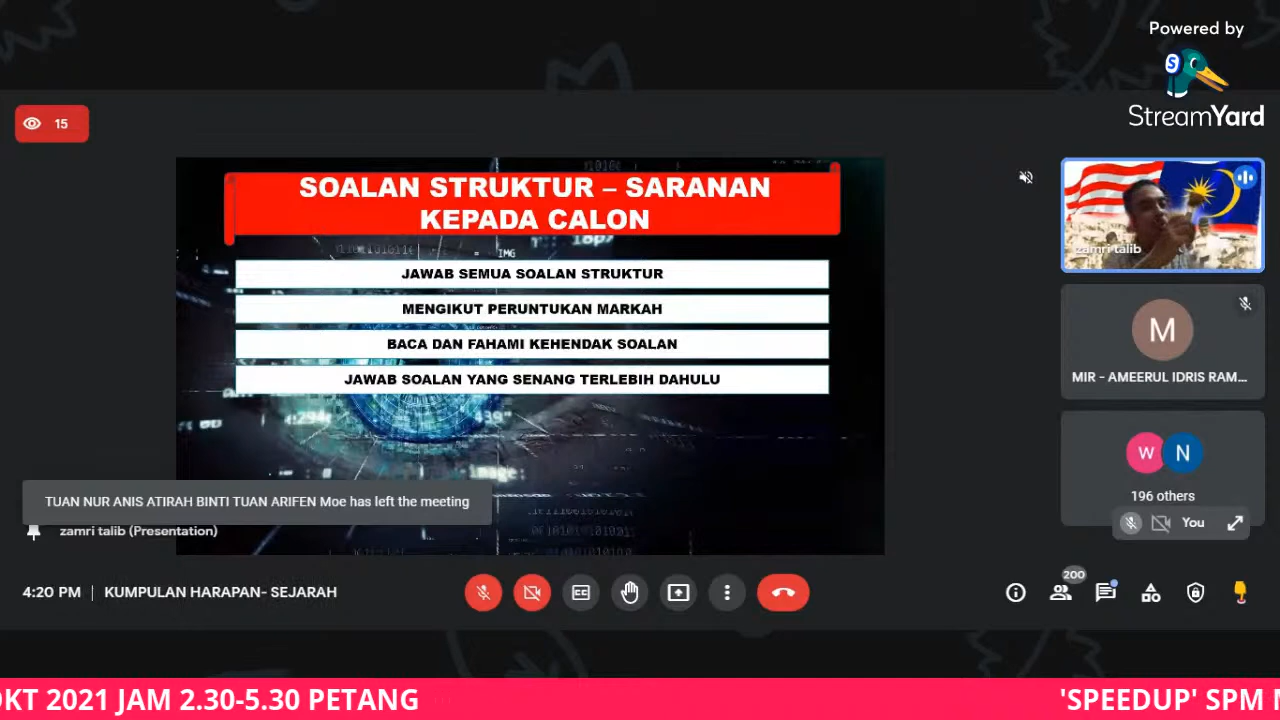 Powered by
S
StreamYard
15
SOALAN STRUKTUR – SARANAN
KEPADA CALON
IMG
JAWAB SEMUA SOALAN STRUKTUR
MENGIKUT PERUNTUKAN MARKAH
BACA DAN FAHAMI KEHENDAK SOALAN
JAWAB SOALAN YANG SENANG TERLEBIH DAHULU
439"
zamri talib
M
MIR - AMEERUL IDRIS RAM...
W N
196 others
You
TUAN NUR ANIS ATIRAH BINTI TUAN ARIFEN Moe has left the meeting
zamri talib (Presentation)
4:20 PM | KUMPULAN HARAPAN- SEJARAH
200
OKT 2021 JAM 2.30-5.30 PETANG
'SPEEDUP' SPM